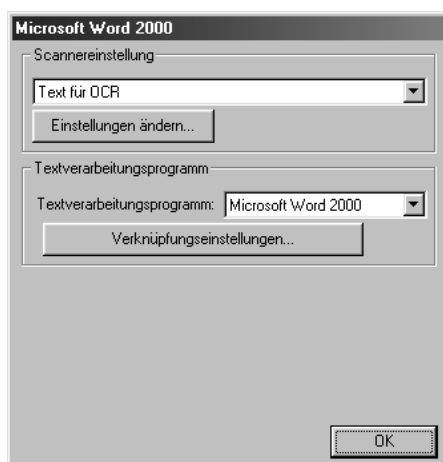 Microsoft Word 2000
Scannereinstellung
Text für OCR
Einstellungen ändern...
Textverarbeitungsprogramm
Textverarbeitungsprogramm: Microsoft Word 2000
Verknüpfungseinstellungen...
OK